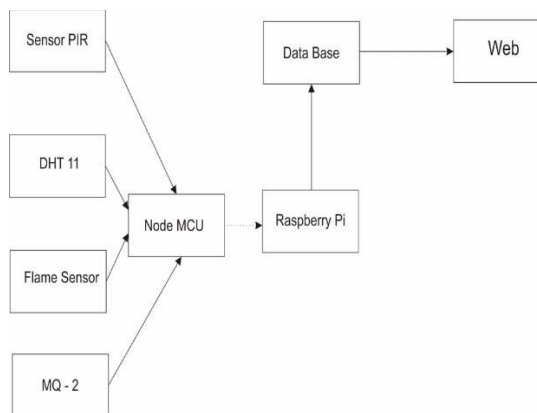 Sensor PIR
Data Base
Web
DHT 11
Node MCU
Raspberry Pi
Flame Sensor
MQ - 2